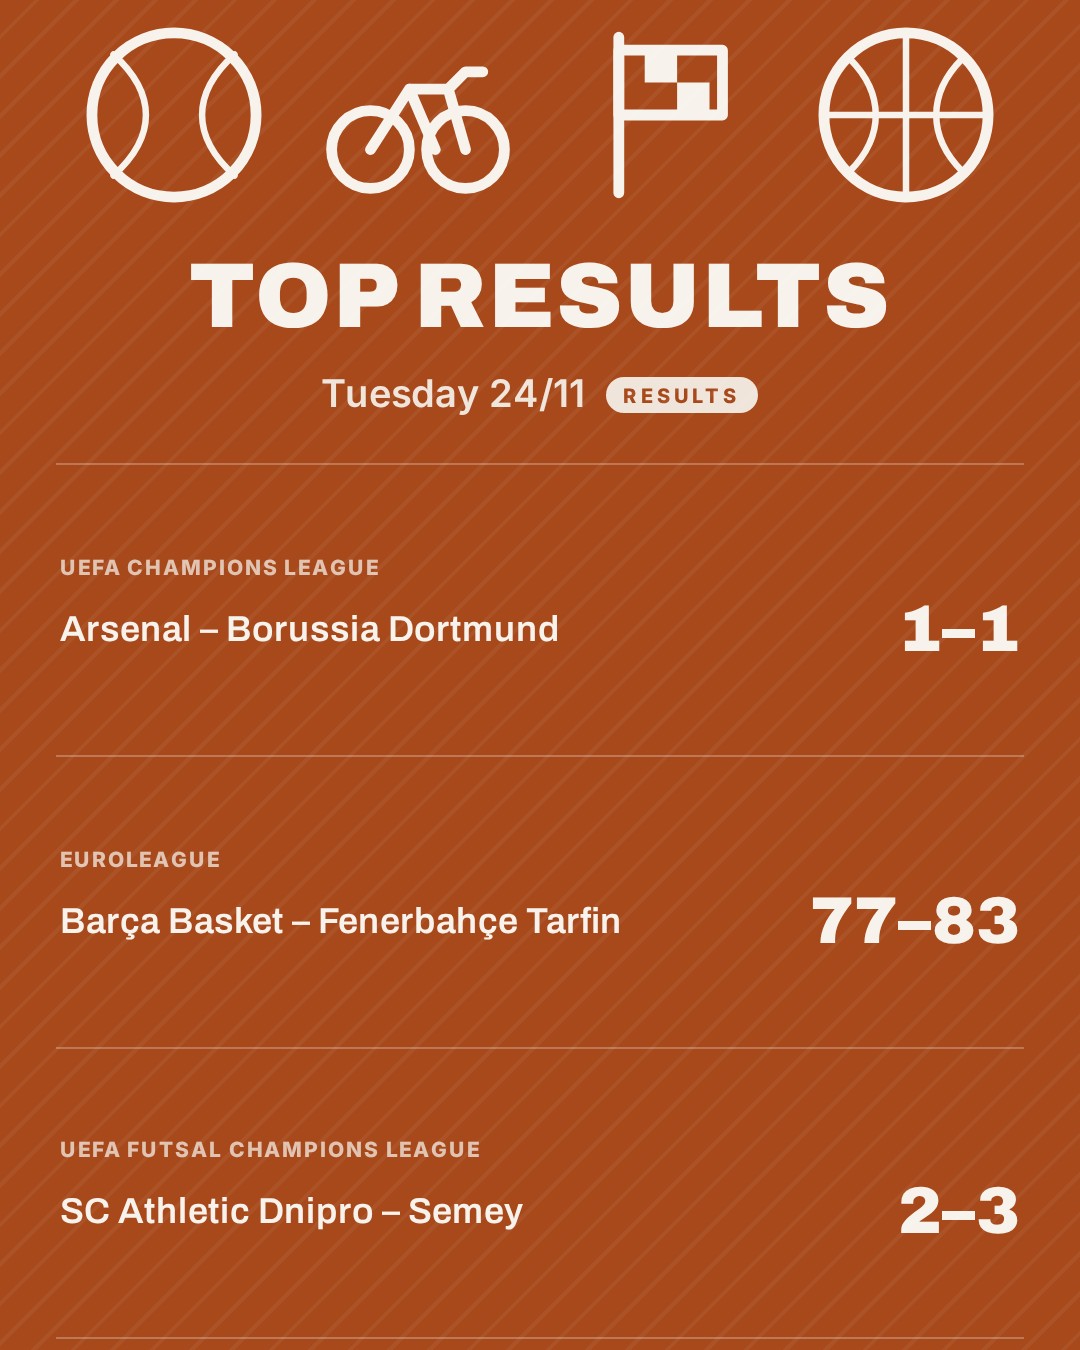 TOP RESULTS
Tuesday 24/11 RESULTS
UEFA CHAMPIONS LEAGUE
Arsenal – Borussia Dortmund 1–1
EUROLEAGUE
Barça Basket – Fenerbahçe Tarfin 77–83
UEFA FUTSAL CHAMPIONS LEAGUE
SC Athletic Dnipro – Semey 2–3